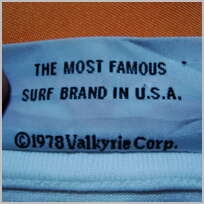 THE MOST FAMOUS
SURF BRAND IN U.S.A.
©1978 Valkyrie Corp.